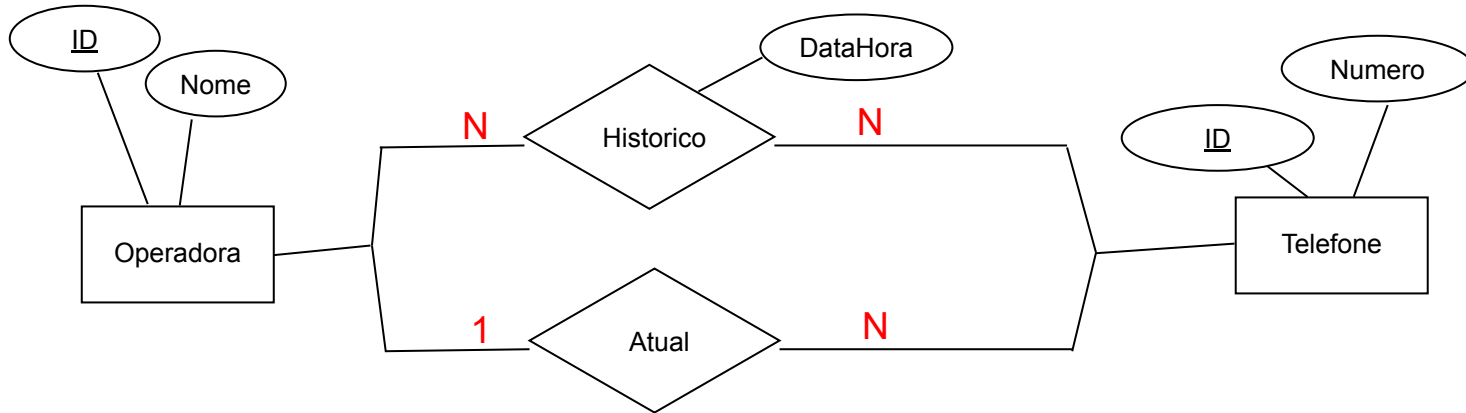 ID
Nome
DataHora
Numero
ID
N
Historico
N
Operadora
Telefone
1
Atual
N